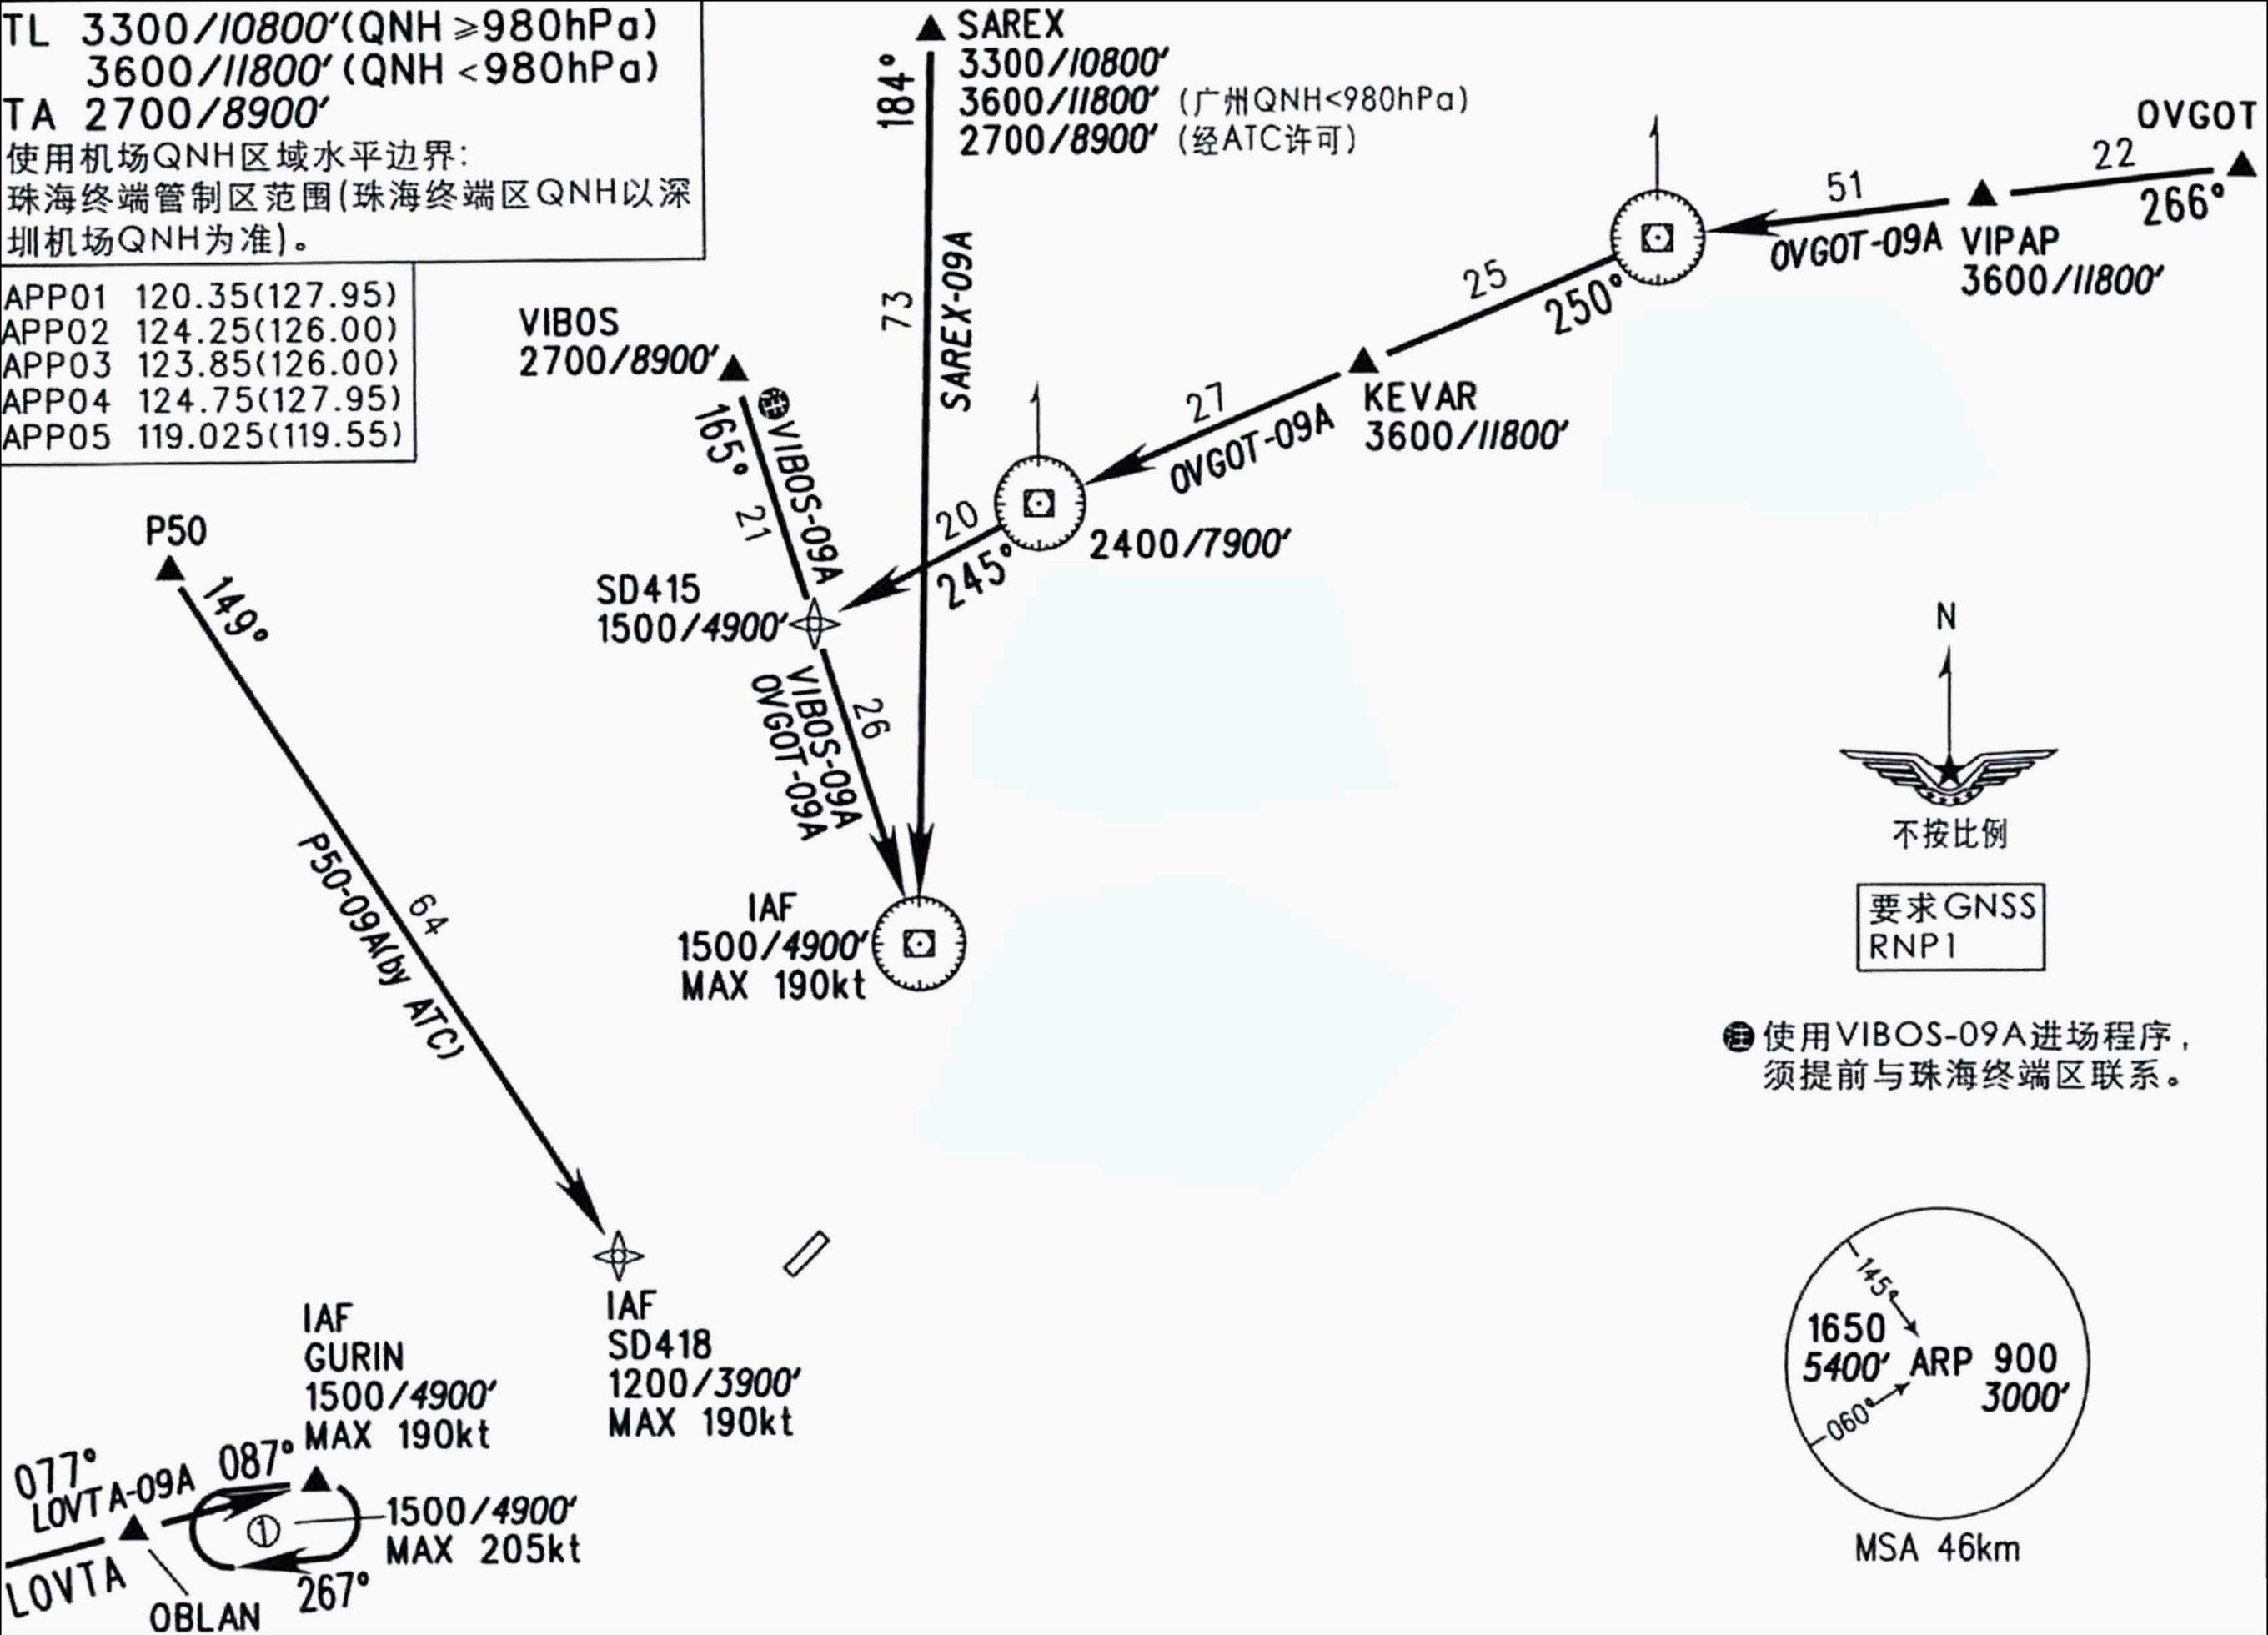 TL 3300/10800′(QNH ≥980hPa)
3600/11800′(QNH <980hPa)
TA 2700/8900′
使用机场QNH区域水平边界:
珠海终端管制区范围(珠海终端区QNH以深
圳机场QNH为准)。
APP01 120.35(127.95)
APP02 124.25(126.00)
APP03 123.85(126.00)
APP04 124.75(127.95)
APP05 119.025(119.55)
SAREX
3300/10800′
3600/11800′ (广州QNH<980hPa)
2700/8900′ (经ATC许可)
184°
73
SAREX-09A
OVGOT
22
266°
51
OVGOT-09A
VIPAP
3600/11800′
25
250°
KEVAR
3600/11800′
27
OVGOT-09A
2400/7900′
20
245°
VIBOS
2700/8900′
注VIBOS-09A
165°
21
SD415
1500/4900′
26
VIBOS-09A
OVGOT-09A
P50
149°
64
P50-09A(by ATC)
IAF
1500/4900′
MAX 190kt
N
不按比例
要求GNSS
RNP1
注 使用VIBOS-09A进场程序,
须提前与珠海终端区联系。
IAF
SD418
1200/3900′
MAX 190kt
IAF
GURIN
1500/4900′
MAX 190kt
077°
LOVTA-09A
087°
①
1500/4900′
MAX 205kt
267°
LOVTA
OBLAN
145°
1650
5400′
ARP 900
3000′
060°
MSA 46km